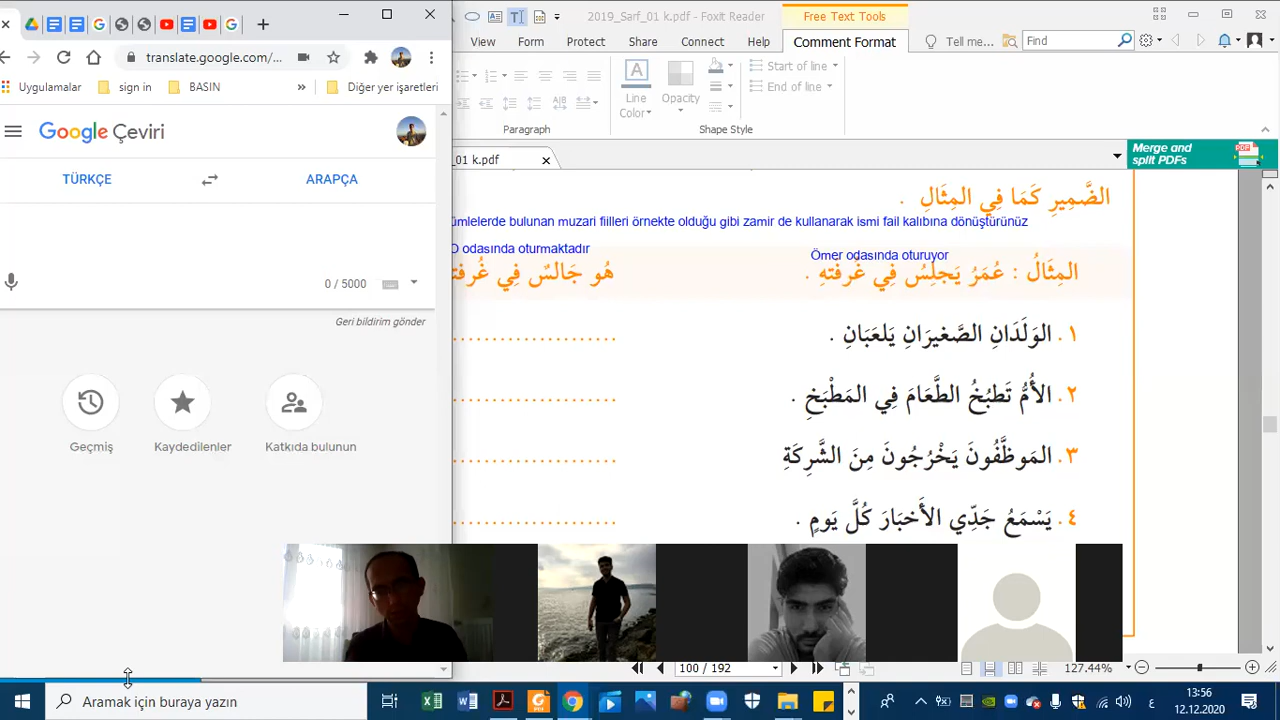 2019_Sarf_01 k.pdf - Foxit Reader
Free Text Tools
View Form Protect Share Connect Help Comment Format Tell me... Find
translate.google.com/...
Uygulamalar sign in BASIN » Diğer yer işaretleri
Line Color Opacity Start of line End of line
Paragraph Shape Style
Google Çeviri
_01 k.pdf
Merge and split PDFs
TÜRKÇE ARAPÇA
0 / 5000
Geri bildirim gönder
Geçmiş Kaydedilenler Katkıda bulunun
الضَّمِيرِ كَمَا فِي المِثَالِ .
ümlelerde bulunan muzari fiilleri örnekte olduğu gibi zamir de kullanarak ismi fail kalıbına dönüştürünüz
O odasında oturmaktadır
Ömer odasında oturuyor
المِثَالُ : عُمَرُ يَجلِسُ فِي غُرفَتهِ .
هُو جَالسٌ فِي غُرفته
١ . الوَلَدَانِ الصَّغيرَانِ يَلعَبَانِ .
٢ . الأُمُّ تَطبُخُ الطَّعَامَ فِي المَطْبَخِ .
٣ . المَوظَّفُونَ يَخْرُجُونَ مِنَ الشَّرِكَةِ
٤ . يَسْمَعُ جَدِّي الأَخبَارَ كُلَّ يَومٍ .
100 / 192
127.44%
Aramak için buraya yazın
13:56
12.12.2020